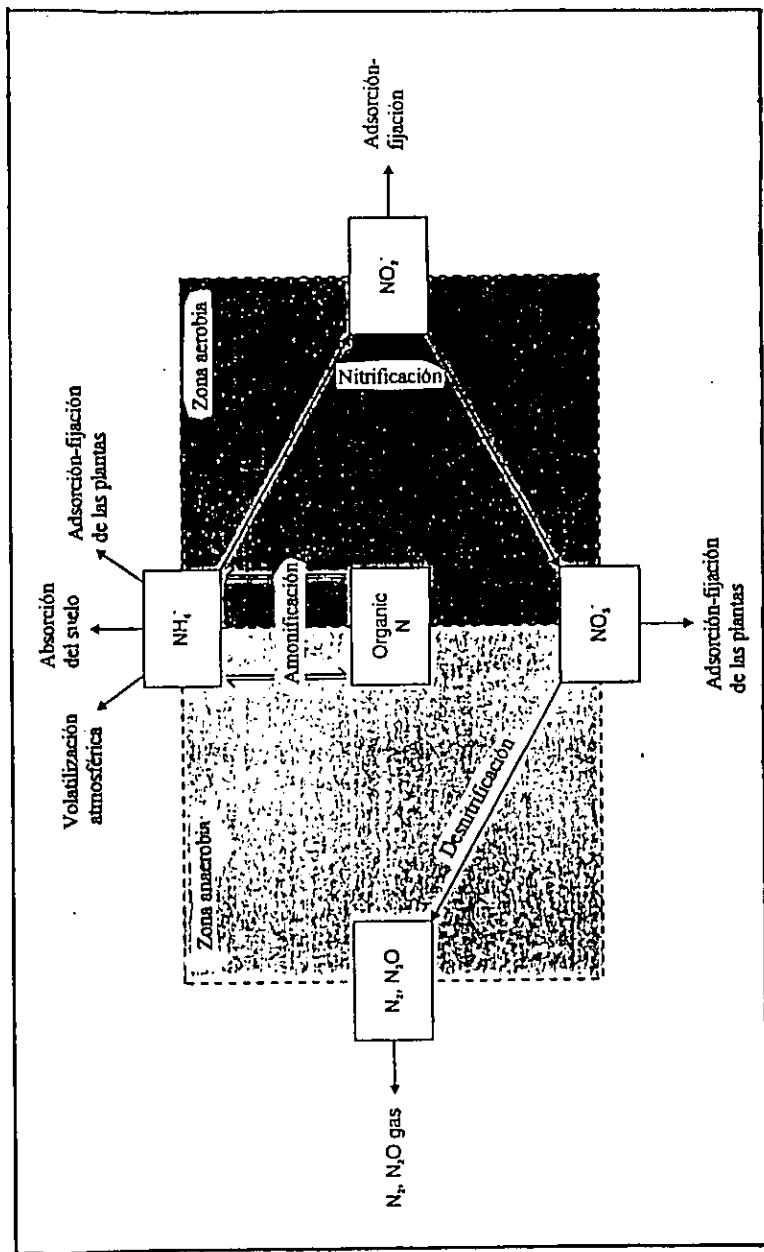 Volatilización
atmosférica
Absorción
del suelo
Adsorción-fijación
de las plantas
NH₄⁻
Zona anaerobia
Zona aerobia
Amonificación
Organic
N
Nitrificación
NO₂⁻
Adsorción-
fijación
N₂, N₂O
N₂, N₂O gas
Desnitrificación
NO₃⁻
Adsorción-fijación
de las plantas